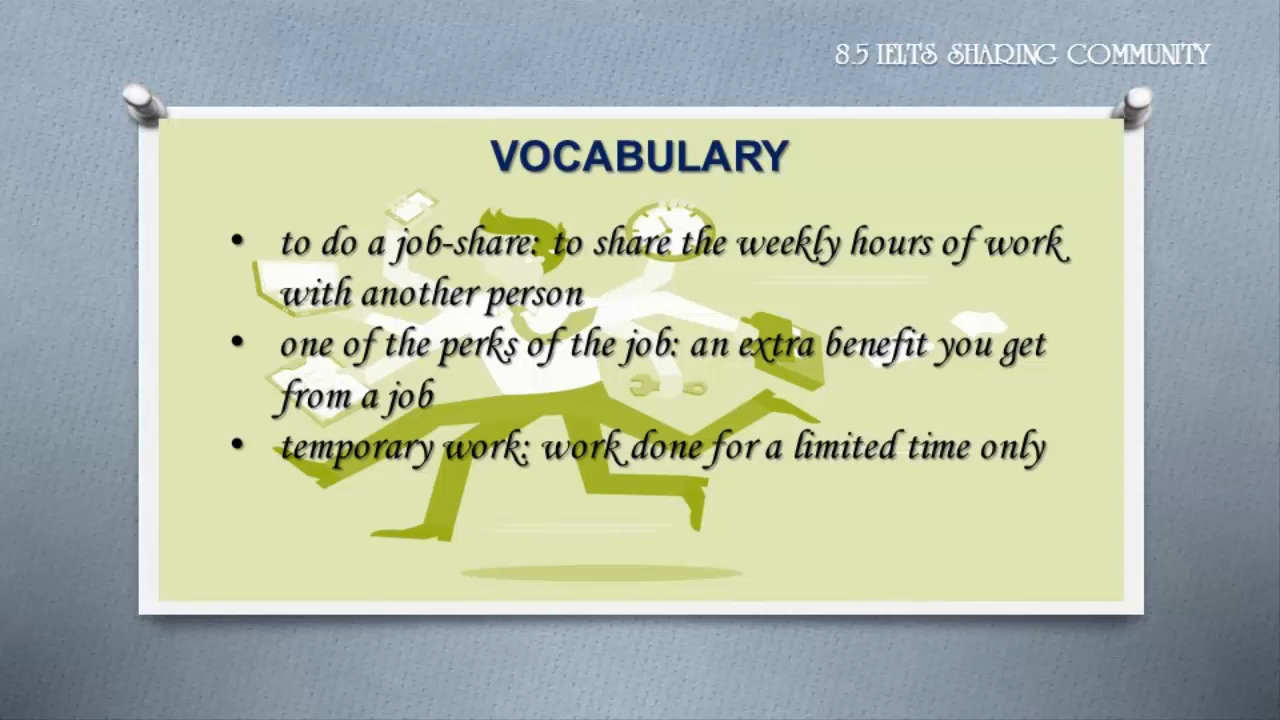 8.5 IELTS SHARING COMMUNITY
VOCABULARY
• to do a job-share: to share the weekly hours of work
with another person
• one of the perks of the job: an extra benefit you get
from a job
• temporary work: work done for a limited time only